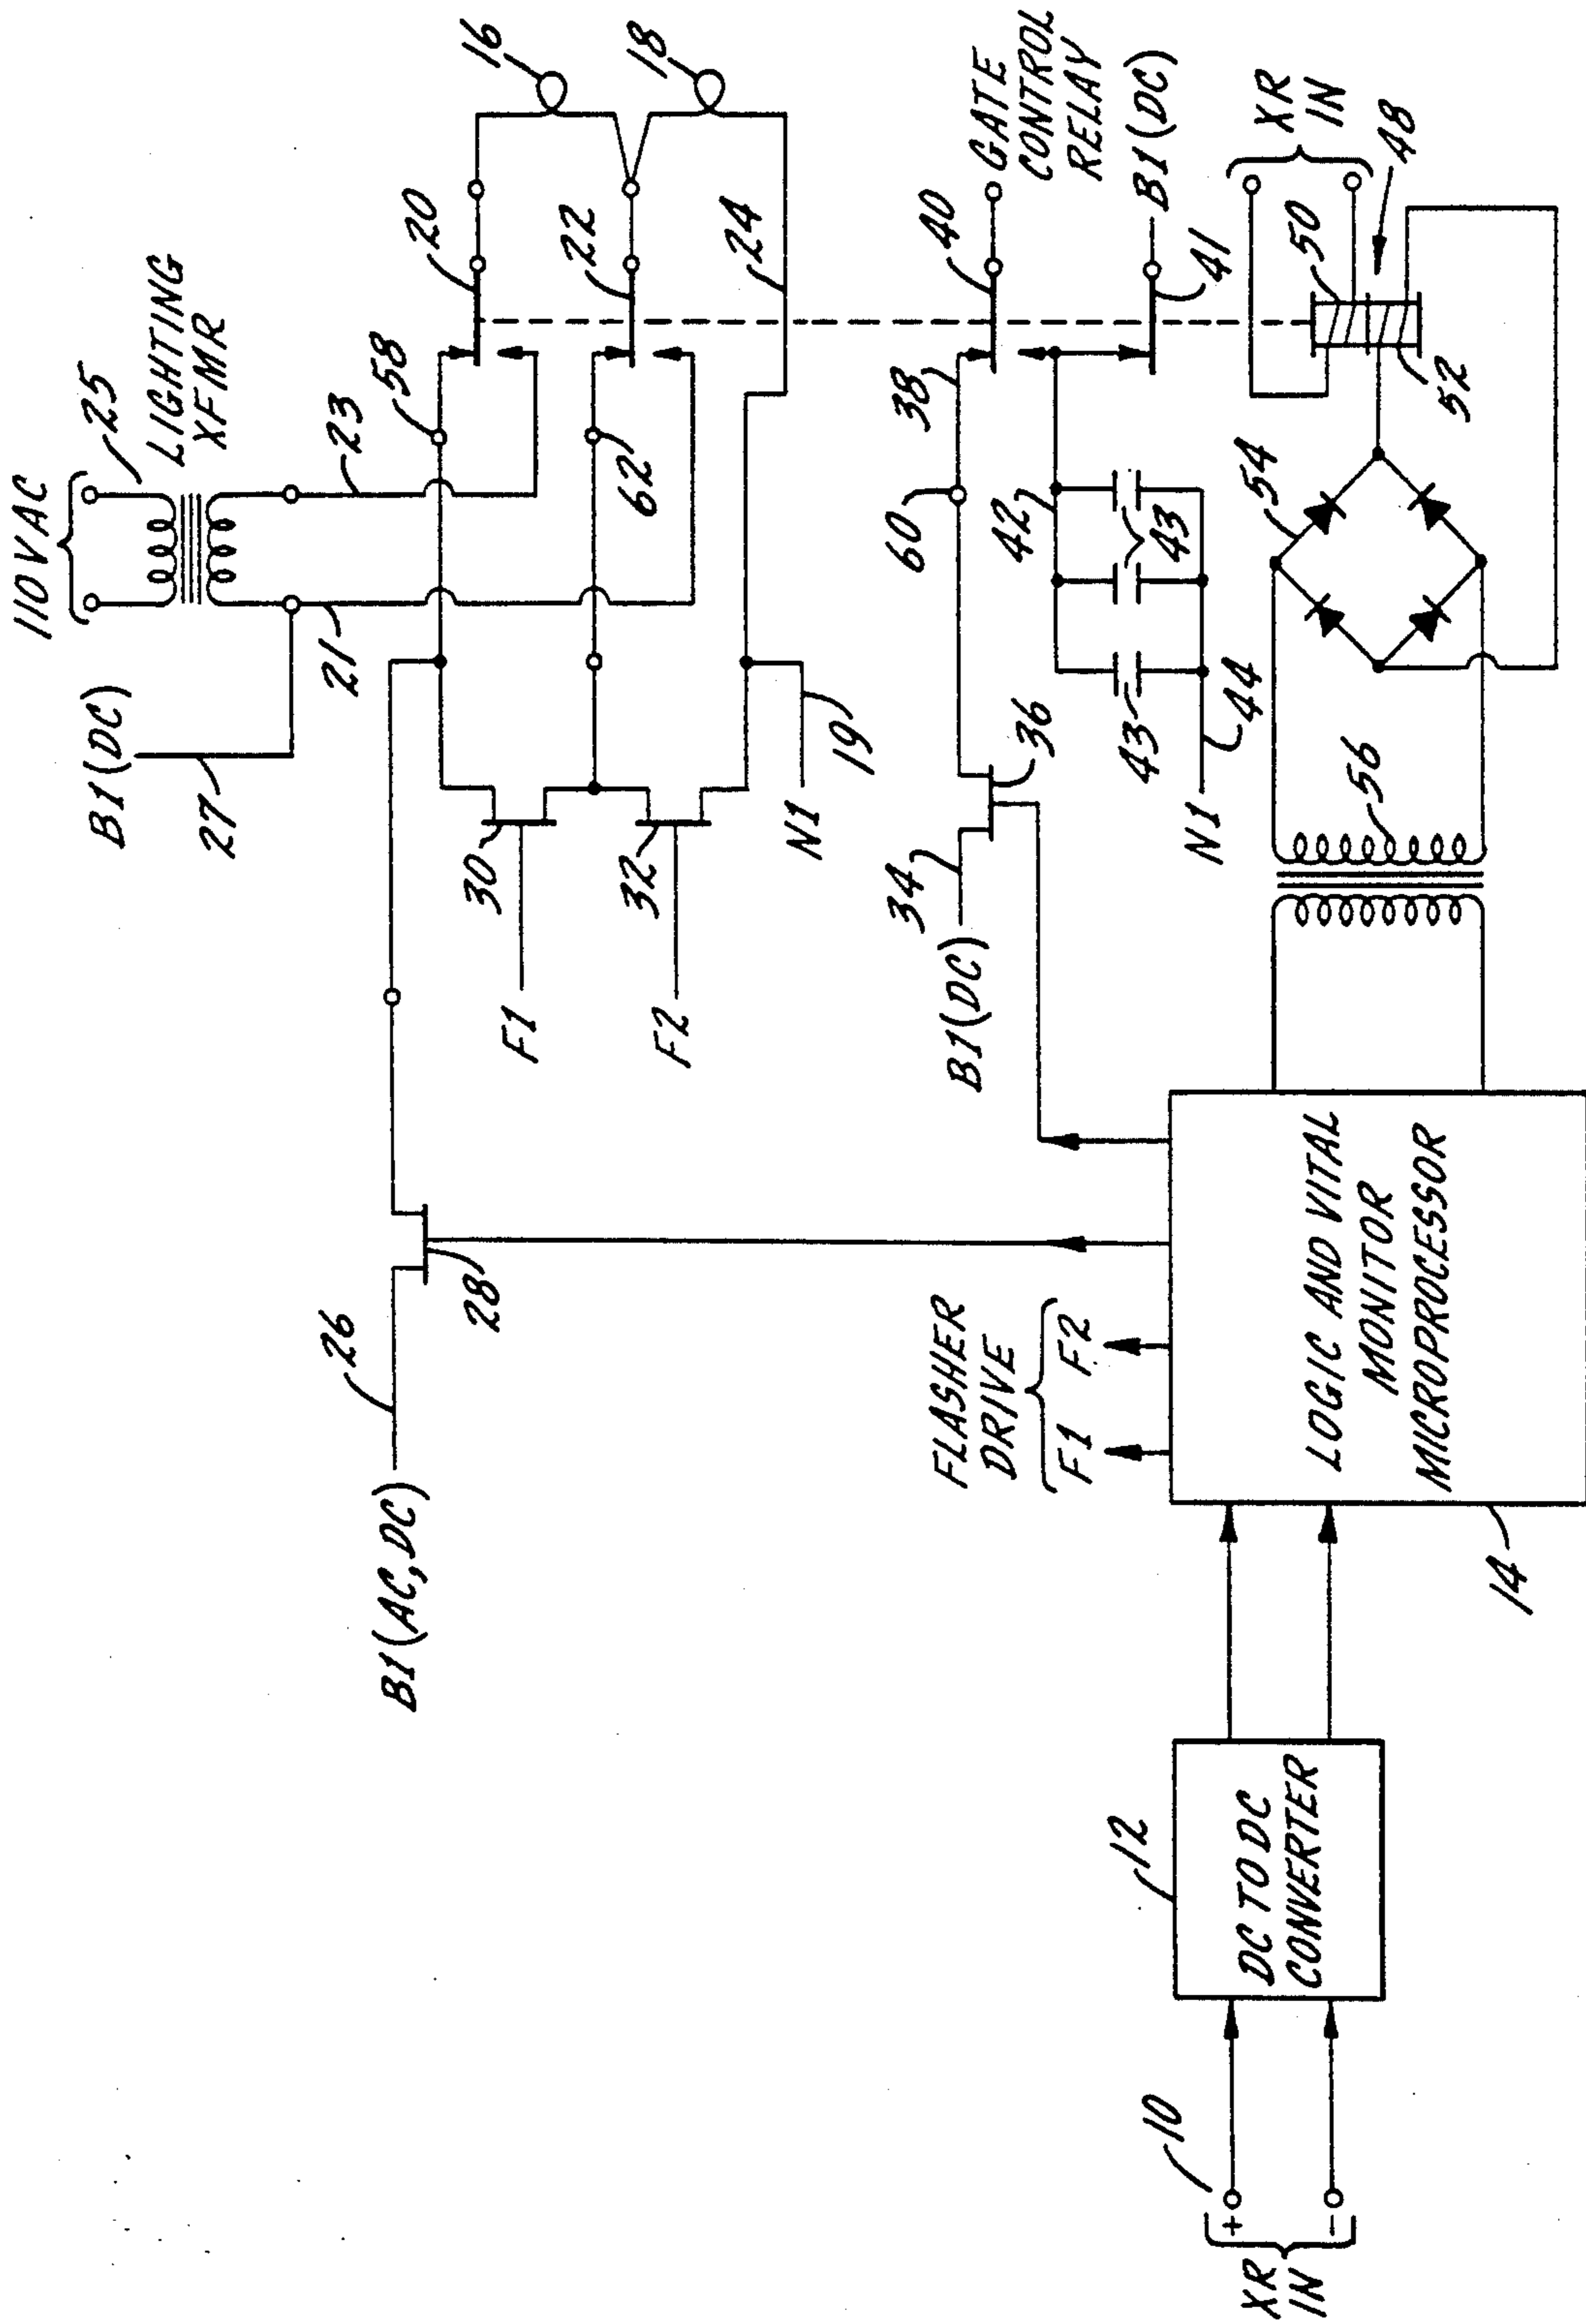 110VAC
25
LIGHTING
XFMR
B1(DC)
27
21
23
58
20
16
62
22
18
24
26
B1(AC,DC)
28
30
F1
32
F2
19
N1
B1(DC)
34
36
60
38
40
GATE
CONTROL
RELAY
B1(DC)
41
42
43
43
44
N1
FLASHER
DRIVE
F1 F2
XR
IN
+
-
10
12
DC TO DC
CONVERTER
14
LOGIC AND VITAL
MONITOR
MICROPROCESSOR
56
54
52
50
48
XR
IN